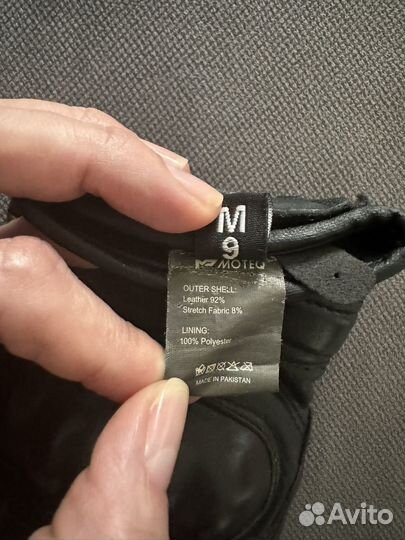 M
9
MOTEQ
OUTER SHELL:
Leather 92%
Stretch Fabric 8%
LINING:
100% Polyester
MADE IN PAKISTAN
Avito